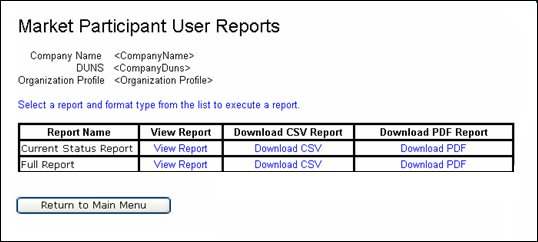 Market Participant User Reports
Company Name <CompanyName>
DUNS <CompanyDuns>
Organization Profile <Organization Profile>
Select a report and format type from the list to execute a report.
Report Name View Report Download CSV Report Download PDF Report
Current Status Report View Report Download CSV Download PDF
Full Report View Report Download CSV Download PDF
Return to Main Menu